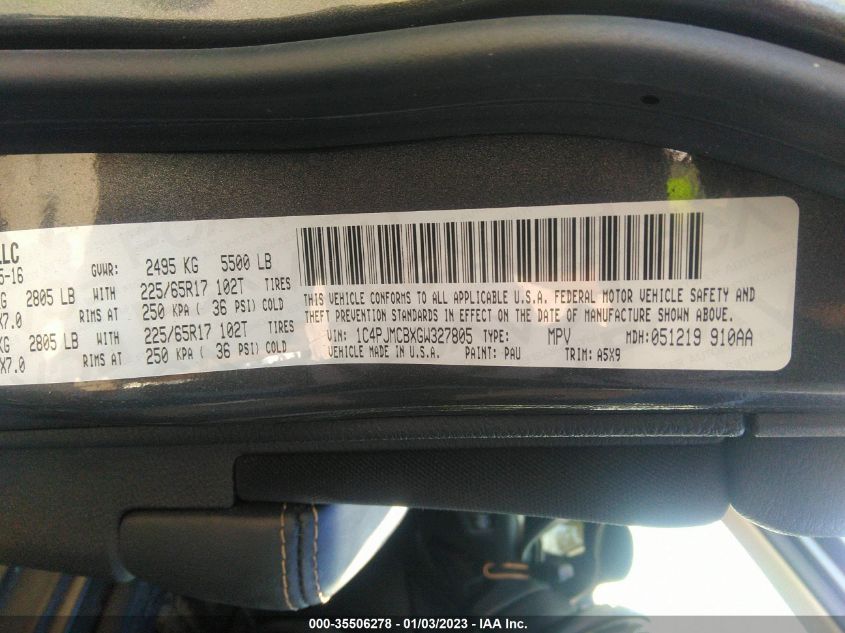 LLC
5-16
GVWR: 2495 KG 5500 LB
KG 2805 LB WITH 225/65R17 102T TIRES
X7.0 RIMS AT 250 KPA ( 36 PSI) COLD
KG 2805 LB WITH 225/65R17 102T TIRES
X7.0 RIMS AT 250 KPA ( 36 PSI) COLD
THIS VEHICLE CONFORMS TO ALL APPLICABLE U.S.A. FEDERAL MOTOR VEHICLE SAFETY AND
THEFT PREVENTION STANDARDS IN EFFECT ON THE DATE OF MANUFACTURE SHOWN ABOVE.
VIN: 1C4PJMCBXGW327805 TYPE: MPV MDH: 051219 910AA
VEHICLE MADE IN U.S.A. PAINT: PAU TRIM: A5X9
000-35506278 - 01/03/2023 - IAA Inc.